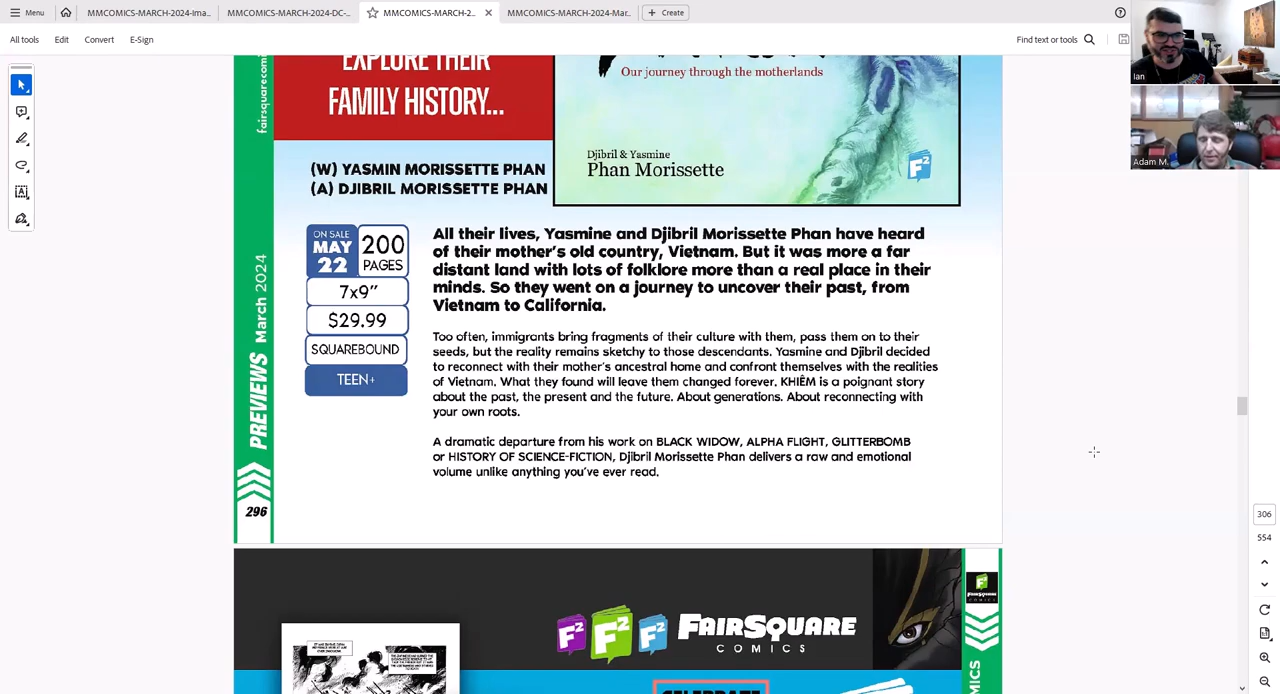 Menu
MMCOMICS-MARCH-2024-Ima...
MMCOMICS-MARCH-2024-DC-...
MMCOMICS-MARCH-2...
MMCOMICS-MARCH-2024-Mar...
Create
All tools
Edit
Convert
E-Sign
Find text or tools
Ian
Adam M.
fairsquarecomi
EXPLORE THEIR
FAMILY HISTORY...
Our journey through the motherlands
Djibril & Yasmine
Phan Morissette
F2
(W) YASMIN MORISSETTE PHAN
(A) DJIBRIL MORISSETTE PHAN
ON SALE
MAY
22
200
PAGES
7x9”
$29.99
SQUAREBOUND
TEEN+
All their lives, Yasmine and Djibril Morissette Phan have heard
of their mother’s old country, Vietnam. But it was more a far
distant land with lots of folklore more than a real place in their
minds. So they went on a journey to uncover their past, from
Vietnam to California.
Too often, immigrants bring fragments of their culture with them, pass them on to their
seeds, but the reality remains sketchy to those descendants. Yasmine and Djibril decided
to reconnect with their mother’s ancestral home and confront themselves with the realities
of Vietnam. What they found will leave them changed forever. KHIÊM is a poignant story
about the past, the present and the future. About generations. About reconnecting with
your own roots.
A dramatic departure from his work on BLACK WIDOW, ALPHA FLIGHT, GLITTERBOMB
or HISTORY OF SCIENCE-FICTION, Djibril Morissette Phan delivers a raw and emotional
volume unlike anything you’ve ever read.
PREVIEWS March 2024
296
306
554
F2 F2 F2
FAIRSQUARE
COMICS
FAIRSQUARE
COMICS
MICS
CELEBRATE